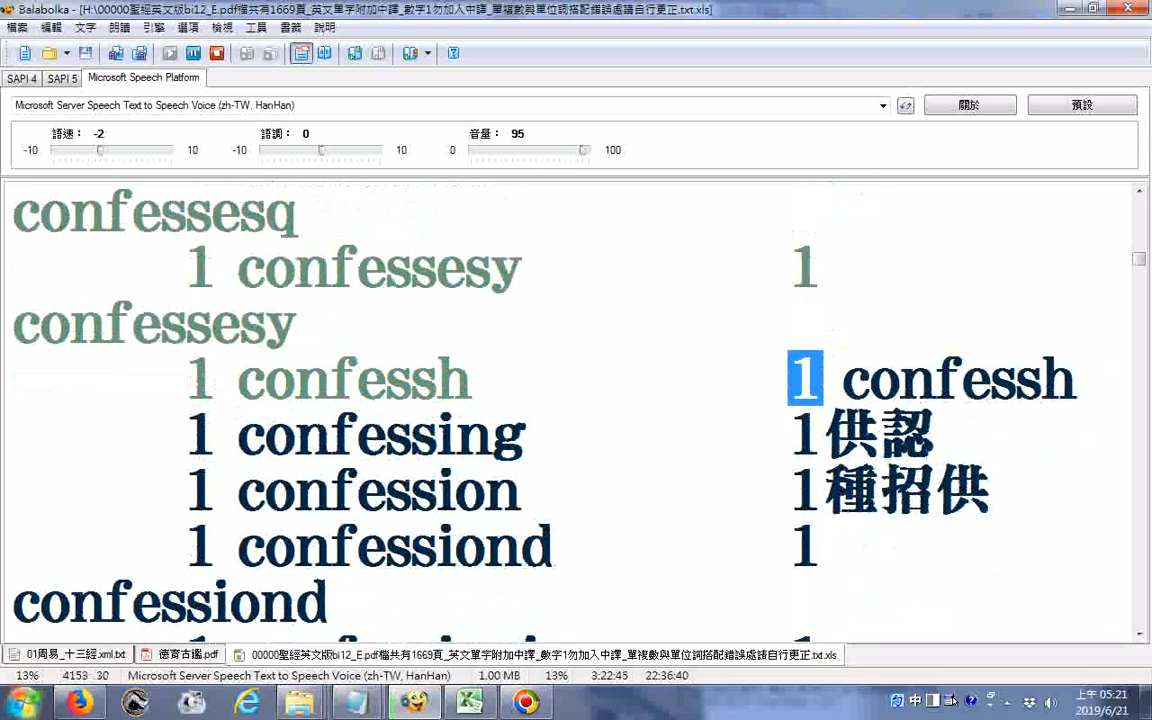 Balabolka - [H:\00000聖經英文版bi12_E.pdf檔共有1669頁_英文單字附加中譯_數字1勿加入中譯_單複數與單位詞搭配錯誤處請自行更正.txt.xls]
檔案 編輯 文字 朗讀 檢視 引擎 選項 工具 書籤 說明
SAPI 4 SAPI 5 Microsoft Speech Platform
Microsoft Server Speech Text to Speech Voice (zh-TW, HanHan) 關於 預設
語速： -2 語調： 0 音量： 95
-10 10 -10 10 0 100
confessesq
1 confessesy 1
confessesy
1 confessh 1 confessh
1 confessing 1供認
1 confession 1種招供
1 confessiond 1
confessiond
01周易_十三經.xml.txt 德育古鑑.pdf 00000聖經英文版bi12_E.pdf檔共有1669頁_英文單字附加中譯_數字1勿加入中譯_單複數與單位詞搭配錯誤處請自行更正.txt.xls
13% 4153 30 Microsoft Server Speech Text to Speech Voice (zh-TW, HanHan) 1.00 MB 13% 3:22:45 22:36:40
中 上午 05:21
2019/6/21